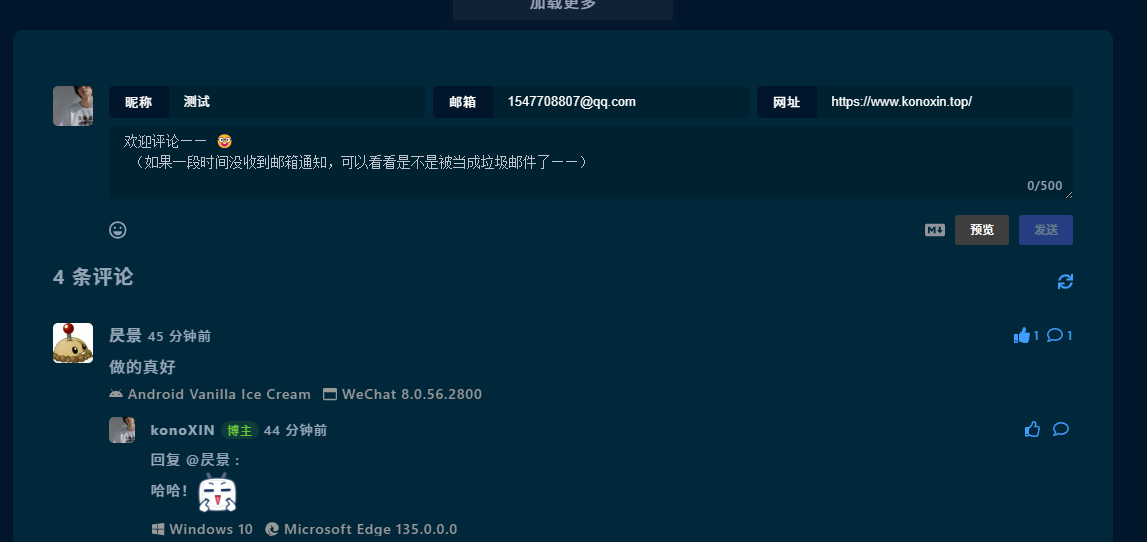 加载更多
昵称 测试 邮箱 1547708807@qq.com 网址 https://www.konoxin.top/
欢迎评论——
（如果一段时间没收到邮箱通知，可以看看是不是被当成垃圾邮件了——）
0/500
预览 发送
4 条评论
昃景 45 分钟前 1 1
做的真好
Android Vanilla Ice Cream WeChat 8.0.56.2800
konoXIN 博主 44 分钟前
回复 @昃景 :
哈哈！
Windows 10 Microsoft Edge 135.0.0.0